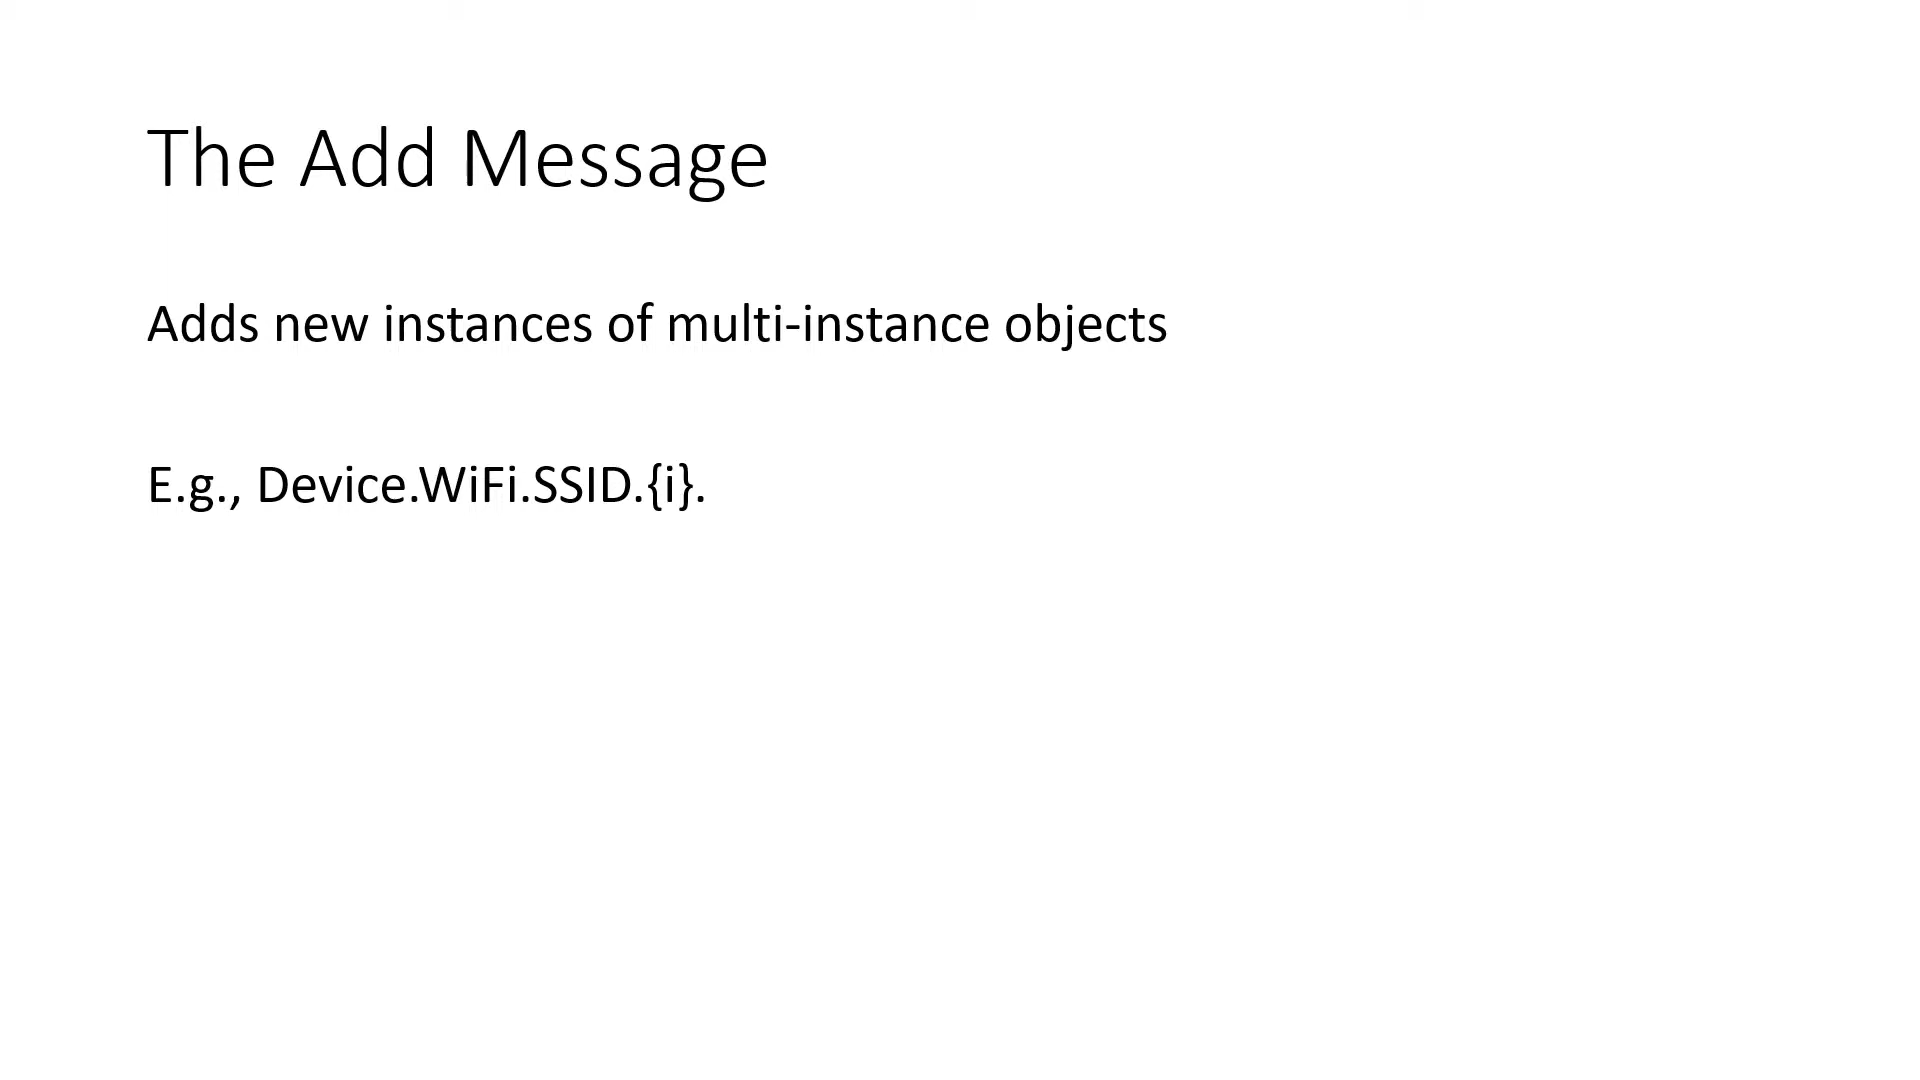 The Add Message
Adds new instances of multi-instance objects
E.g., Device.WiFi.SSID.{i}.